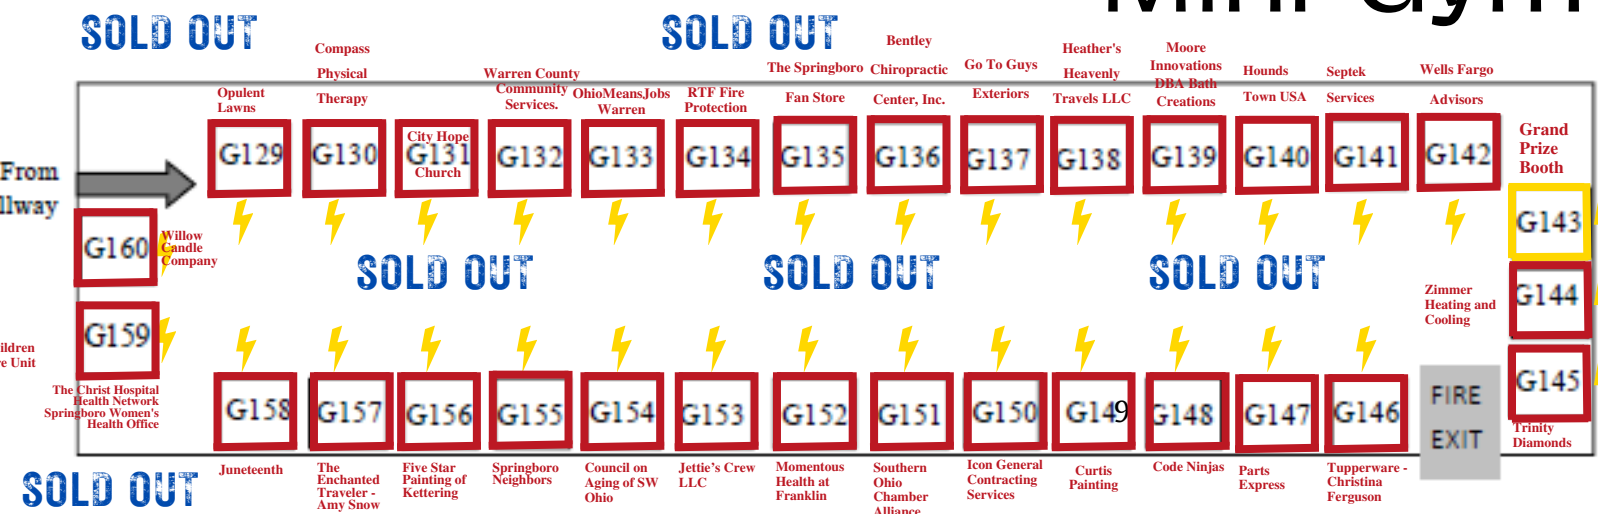 Mini Gym
SOLD OUT
SOLD OUT
Compass
Physical
Therapy
Opulent
Lawns
Warren County
Community
Services.
OhioMeansJobs
Warren
RTF Fire
Protection
The Springboro
Fan Store
Bentley
Chiropractic
Center, Inc.
Go To Guys
Exteriors
Heather's
Heavenly
Travels LLC
Moore
Innovations
DBA Bath
Creations
Hounds
Town USA
Septek
Services
Wells Fargo
Advisors
Grand
Prize
Booth
G129
G130
City Hope
G131
Church
G132
G133
G134
G135
G136
G137
G138
G139
G140
G141
G142
G143
From
llway
G160
Willow
Candle
Company
SOLD OUT
SOLD OUT
SOLD OUT
Zimmer
Heating and
Cooling
G144
G159
ildren
e Unit
The Christ Hospital
Health Network
Springboro Women's
Health Office
G158
G157
G156
G155
G154
G153
G152
G151
G150
G149
G148
G147
G146
FIRE
EXIT
G145
Trinity
Diamonds
SOLD OUT
Juneteenth
The
Enchanted
Traveler -
Amy Snow
Five Star
Painting of
Kettering
Springboro
Neighbors
Council on
Aging of SW
Ohio
Jettie's Crew
LLC
Momentous
Health at
Franklin
Southern
Ohio
Chamber
Alliance
Icon General
Contracting
Services
Curtis
Painting
Code Ninjas
Parts
Express
Tupperware -
Christina
Ferguson